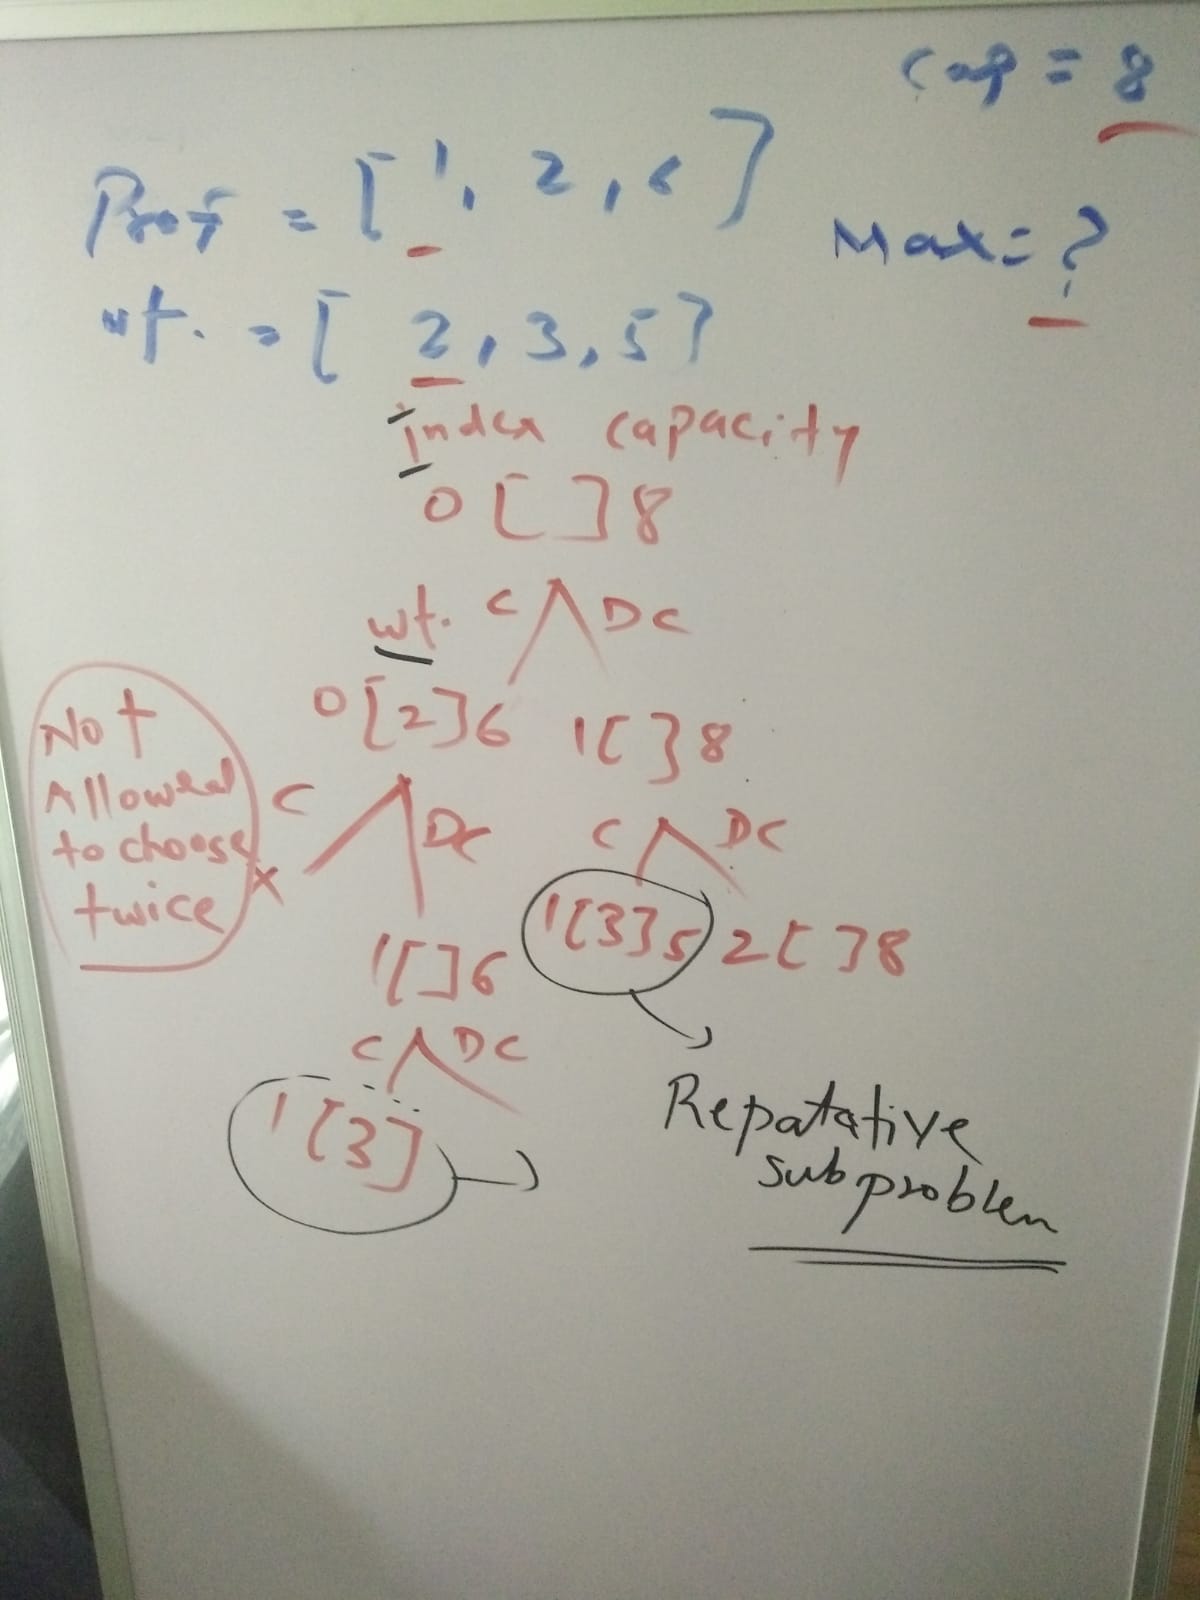 Cap = 8
Prof = [1, 2, 6]
Max = ?
wt. = [2, 3, 5]
index capacity
0 [ ] 8
wt. C DC
0 [2] 6 1 [ ] 8
Not
Allowed
to choose
twice
C X DC
C DC
1 [3] 5 2 [ ] 8
1 [ ] 6
C DC
1 [3]
Repatative
subproblem